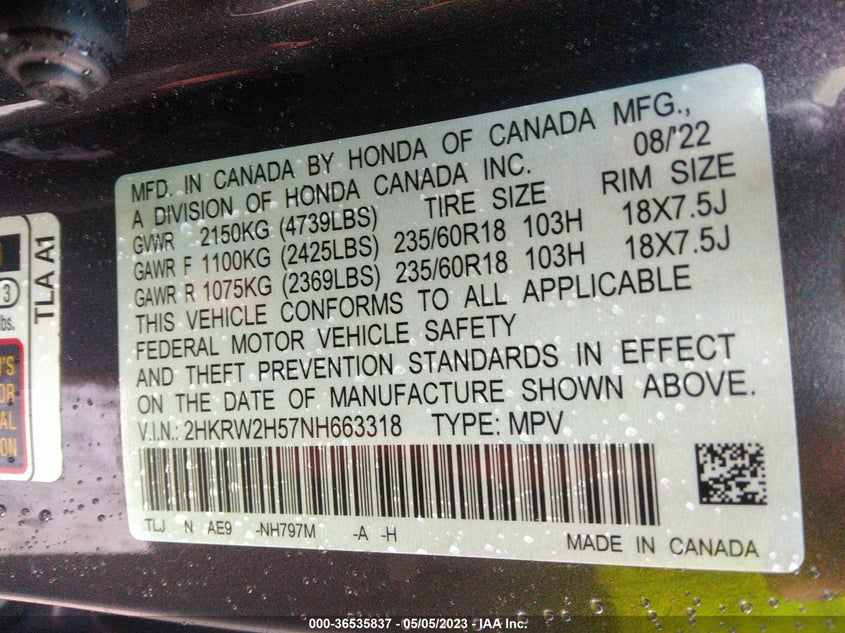 MFD. IN CANADA BY HONDA OF CANADA MFG.,
A DIVISION OF HONDA CANADA INC. 08/'22
GVWR 2150KG (4739LBS) TIRE SIZE RIM SIZE
GAWR F 1100KG (2425LBS) 235/60R18 103H 18X7.5J
GAWR R 1075KG (2369LBS) 235/60R18 103H 18X7.5J
THIS VEHICLE CONFORMS TO ALL APPLICABLE
FEDERAL MOTOR VEHICLE SAFETY
AND THEFT PREVENTION STANDARDS IN EFFECT
ON THE DATE OF MANUFACTURE SHOWN ABOVE.
V.I.N.: 2HKRW2H57NH663318 TYPE: MPV
TLJ N AE9 -NH797M -A -H
MADE IN CANADA
TLA A1
3
lbs.
000-36535837 - 05/05/2023 - IAA Inc.